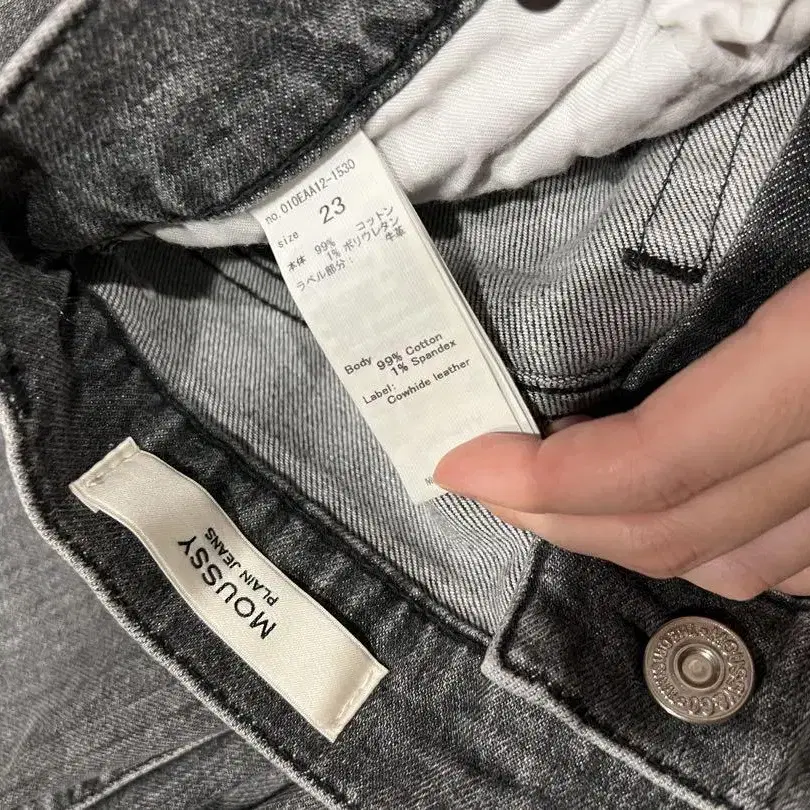 no. 010EAA12-1530
size 23
本体 99% コットン
1% ポリウレタン
ラベル部分： 牛革
Body 99% Cotton
1% Spandex
Label:
Cowhide leather
MOUSSY
PLAIN JEANS